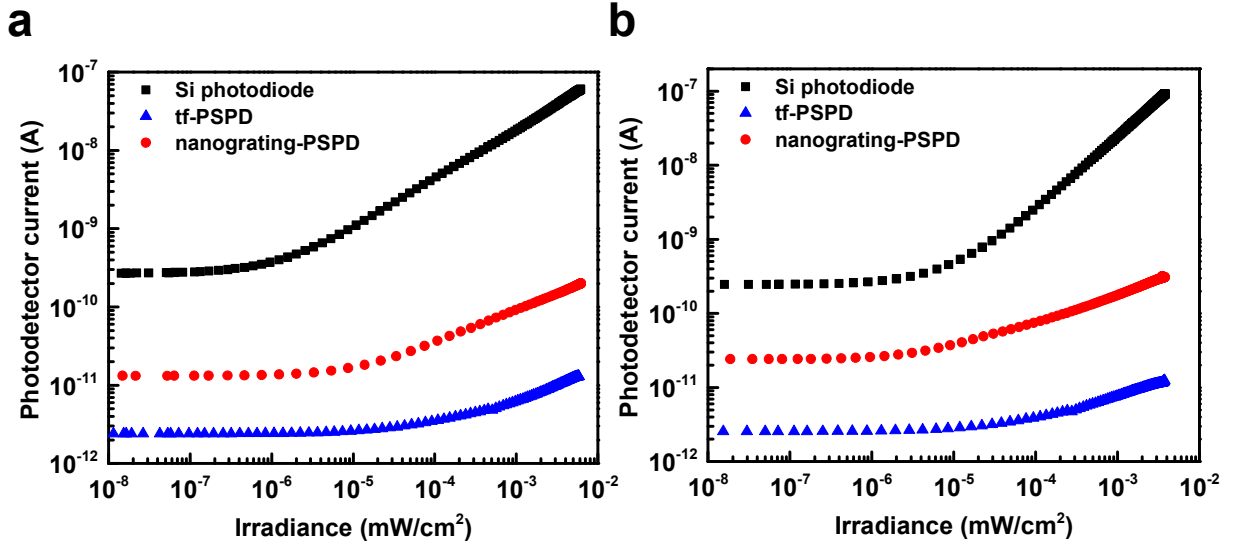 a
Photodetector current (A)
10⁻⁷
10⁻⁸
10⁻⁹
10⁻¹⁰
10⁻¹¹
10⁻¹²
Si photodiode
tf-PSPD
nanograting-PSPD
10⁻⁸ 10⁻⁷ 10⁻⁶ 10⁻⁵ 10⁻⁴ 10⁻³ 10⁻²
Irradiance (mW/cm²)
b
Photodetector current (A)
10⁻⁷
10⁻⁸
10⁻⁹
10⁻¹⁰
10⁻¹¹
10⁻¹²
Si photodiode
tf-PSPD
nanograting-PSPD
10⁻⁸ 10⁻⁷ 10⁻⁶ 10⁻⁵ 10⁻⁴ 10⁻³ 10⁻²
Irradiance (mW/cm²)